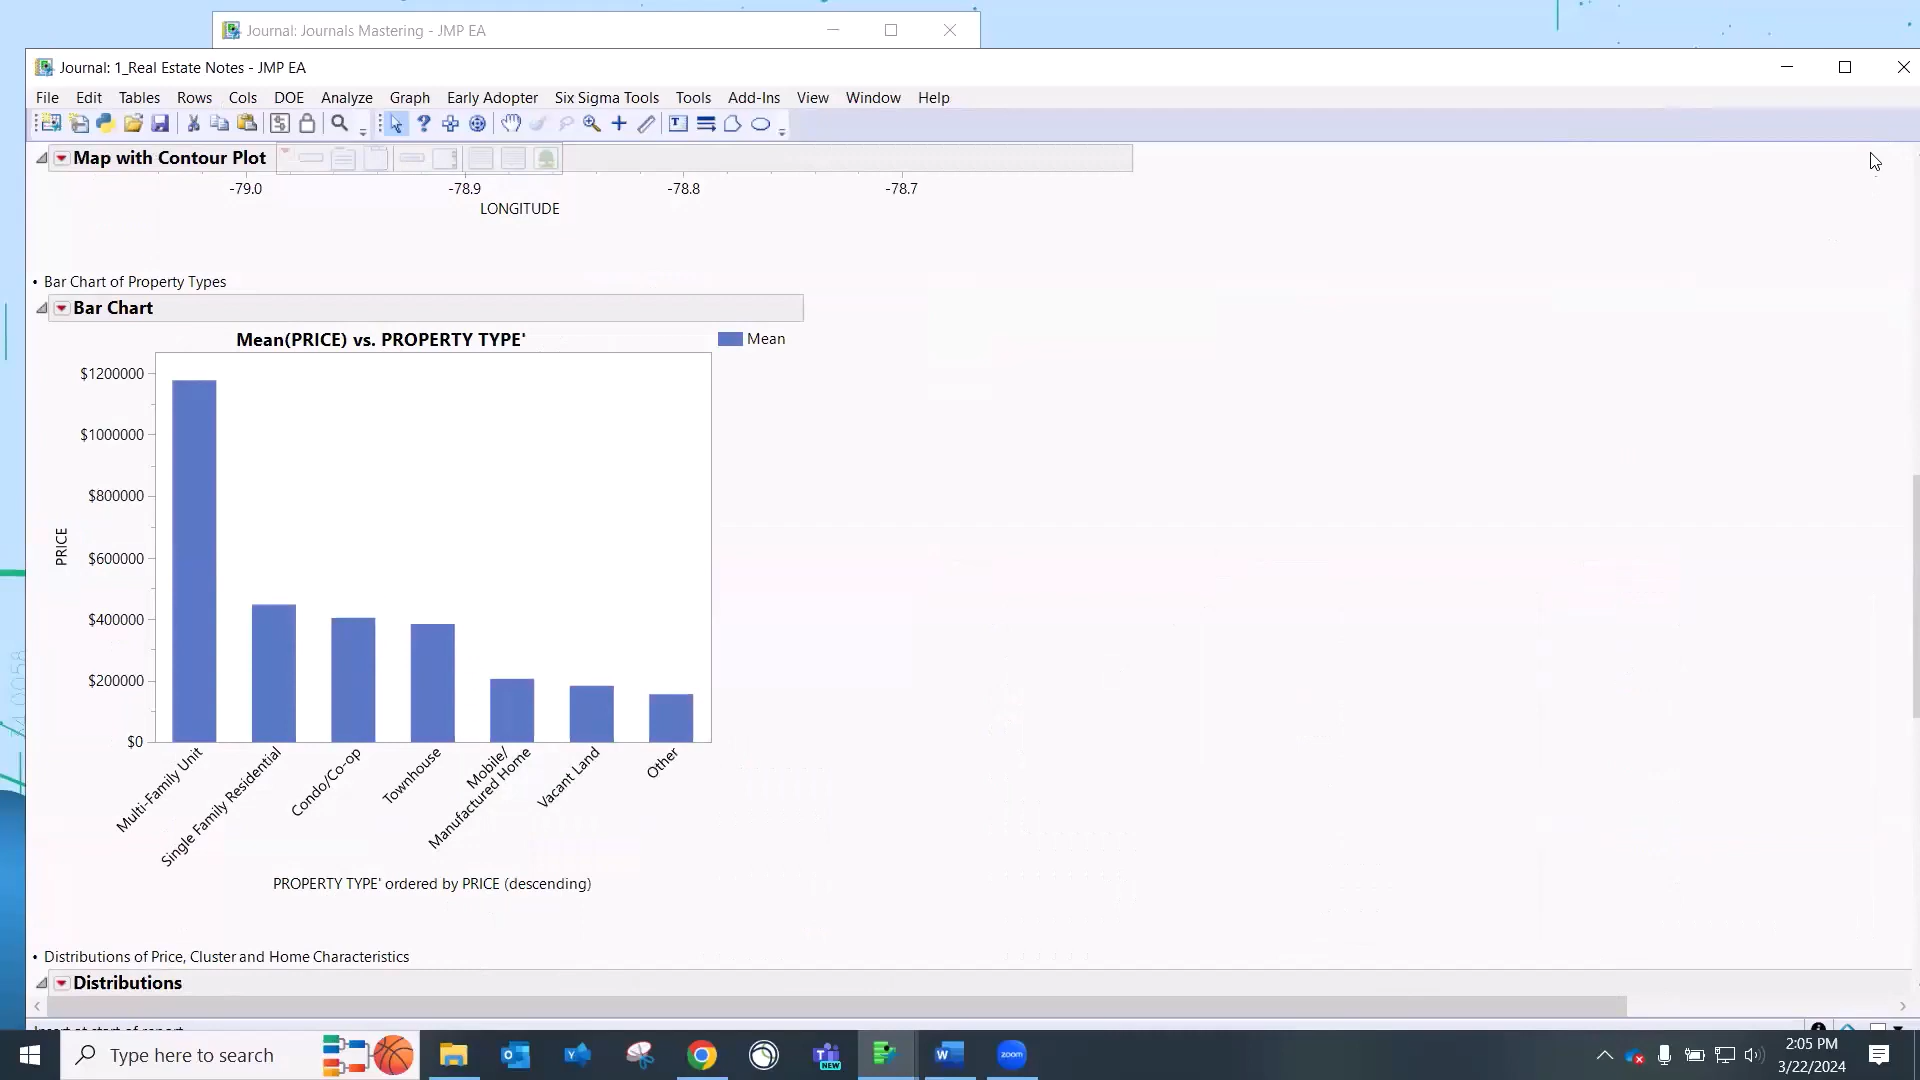 Journal: Journals Mastering - JMP EA
Journal: 1_Real Estate Notes - JMP EA
File Edit Tables Rows Cols DOE Analyze Graph Early Adopter Six Sigma Tools Tools Add-Ins View Window Help
Map with Contour Plot
-79.0 -78.9 -78.8 -78.7
LONGITUDE
• Bar Chart of Property Types
Bar Chart
Mean(PRICE) vs. PROPERTY TYPE'
Mean
$1200000
$1000000
$800000
$600000
$400000
$200000
$0
PRICE
Multi-Family Unit
Single Family Residential
Condo/Co-op
Townhouse
Mobile/
Manufactured Home
Vacant Land
Other
PROPERTY TYPE' ordered by PRICE (descending)
• Distributions of Price, Cluster and Home Characteristics
Distributions
Type here to search
NEW
zoom
2:05 PM
3/22/2024